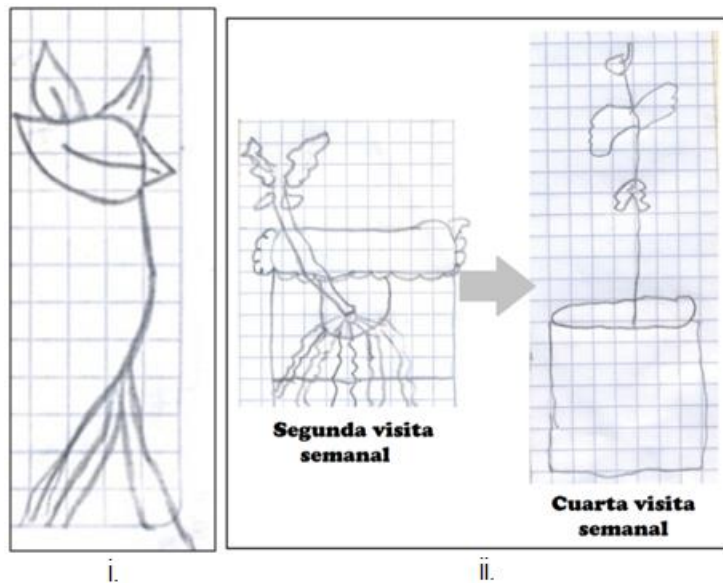 Segunda visita
semanal
Cuarta visita
semanal
i.
ii.